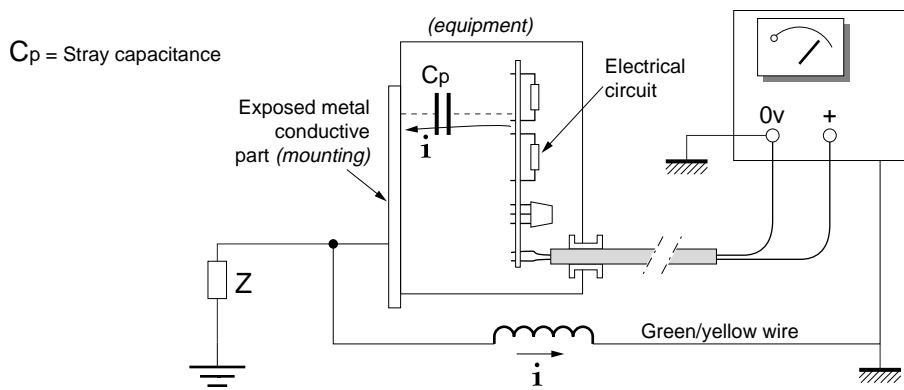 (equipment)
Cp = Stray capacitance
Cp
Electrical
circuit
Exposed metal
conductive
part (mounting)
i
0v
+
Z
Green/yellow wire
i